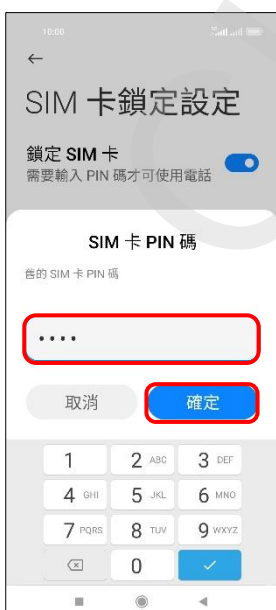 10:00
SIM 卡鎖定設定
鎖定 SIM 卡
需要輸入 PIN 碼才可使用電話
SIM 卡 PIN 碼
舊的 SIM 卡 PIN 碼
••••
取消 確定
1 2 ABC 3 DEF
4 GHI 5 JKL 6 MNO
7 PQRS 8 TUV 9 WXYZ
0